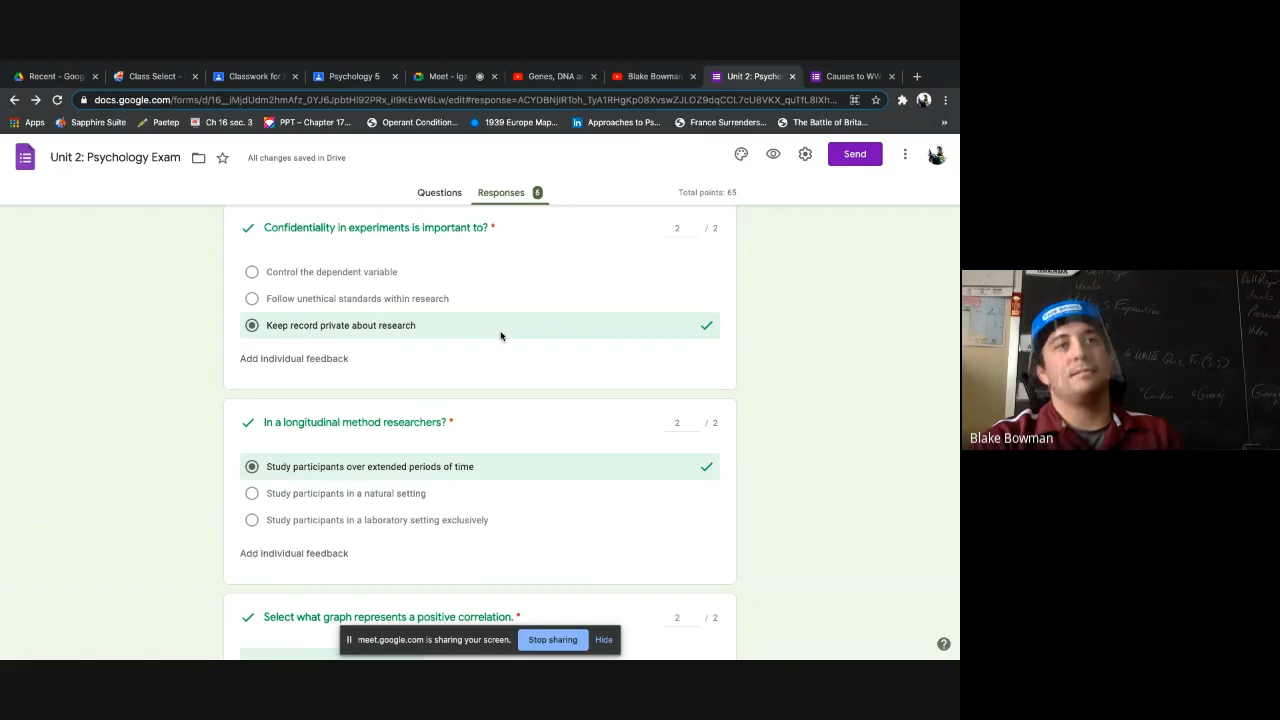 Recent - Goog
Class Select -
Classwork for
Psychology 5
Meet - igz
Genes, DNA a
Blake Bowman
Unit 2: Psycho
Causes to WW
docs.google.com/forms/d/16__iMjdUdm2hmAfz_0YJ6JpbtHl92PRx_iI9KExW6Lw/edit#response=ACYDBNjIRToh_TyA1RHgKp08XvswZJLOZ9dqCCL7cU8VKX_quTfL8IXh...
Apps
Sapphire Suite
Paetep
Ch 16 sec. 3
PPT – Chapter 17...
Operant Condition...
1939 Europe Map...
Approaches to Ps...
France Surrenders...
The Battle of Brita...
»
Unit 2: Psychology Exam
All changes saved in Drive
Send
Questions
Responses 6
Total points: 65
Confidentiality in experiments is important to? *
2 / 2
Control the dependent variable
Follow unethical standards within research
Keep record private about research
Add individual feedback
In a longitudinal method researchers? *
2 / 2
Study participants over extended periods of time
Study participants in a natural setting
Study participants in a laboratory setting exclusively
Add individual feedback
Select what graph represents a positive correlation. *
2 / 2
meet.google.com is sharing your screen.
Stop sharing
Hide
Blake Bowman